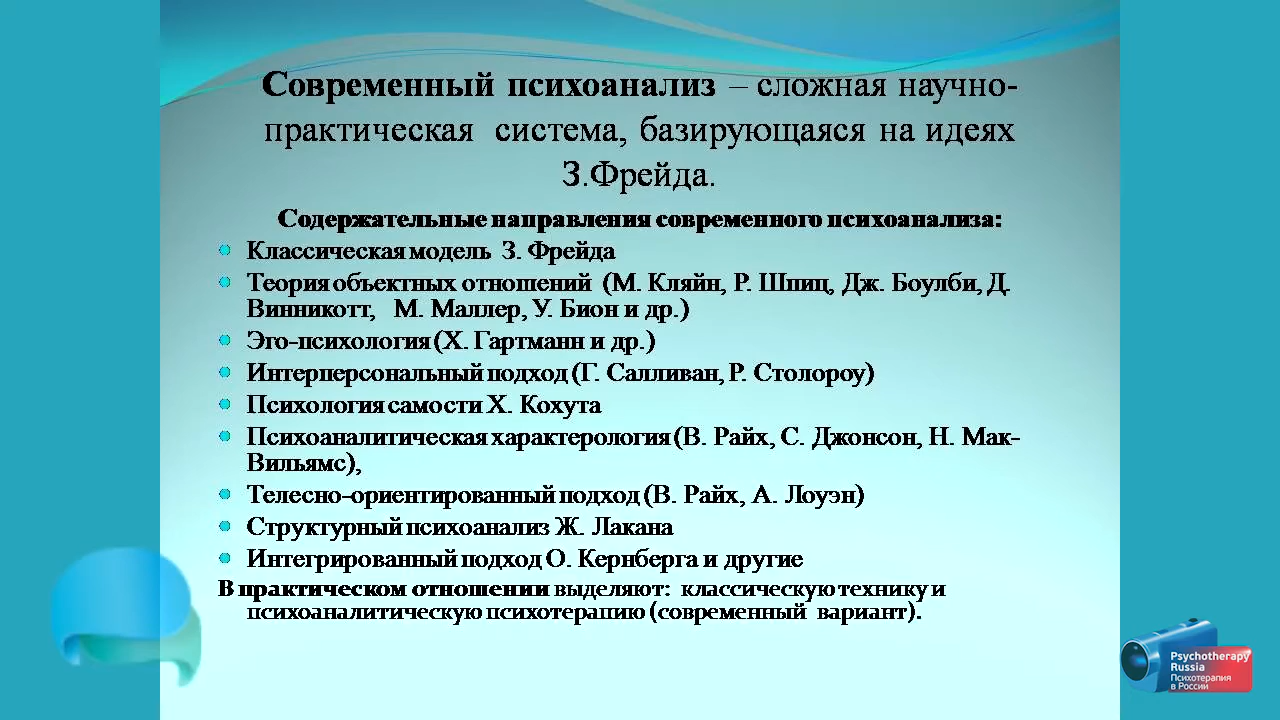 Современный психоанализ – сложная научно-
практическая система, базирующаяся на идеях
З.Фрейда.
Содержательные направления современного психоанализа:
Классическая модель З. Фрейда
Теория объектных отношений (М. Кляйн, Р. Шпиц, Дж. Боулби, Д.
Винникотт, М. Маллер, У. Бион и др.)
Эго-психология (Х. Гартманн и др.)
Интерперсональный подход (Г. Салливан, Р. Столороу)
Психология самости Х. Кохута
Психоаналитическая характерология (В. Райх, С. Джонсон, Н. Мак-
Вильямс),
Телесно-ориентированный подход (В. Райх, А. Лоуэн)
Структурный психоанализ Ж. Лакана
Интегрированный подход О. Кернберга и другие
В практическом отношении выделяют: классическую технику и
психоаналитическую психотерапию (современный вариант).
Psychotherapy
Russia
Психотерапия
в России